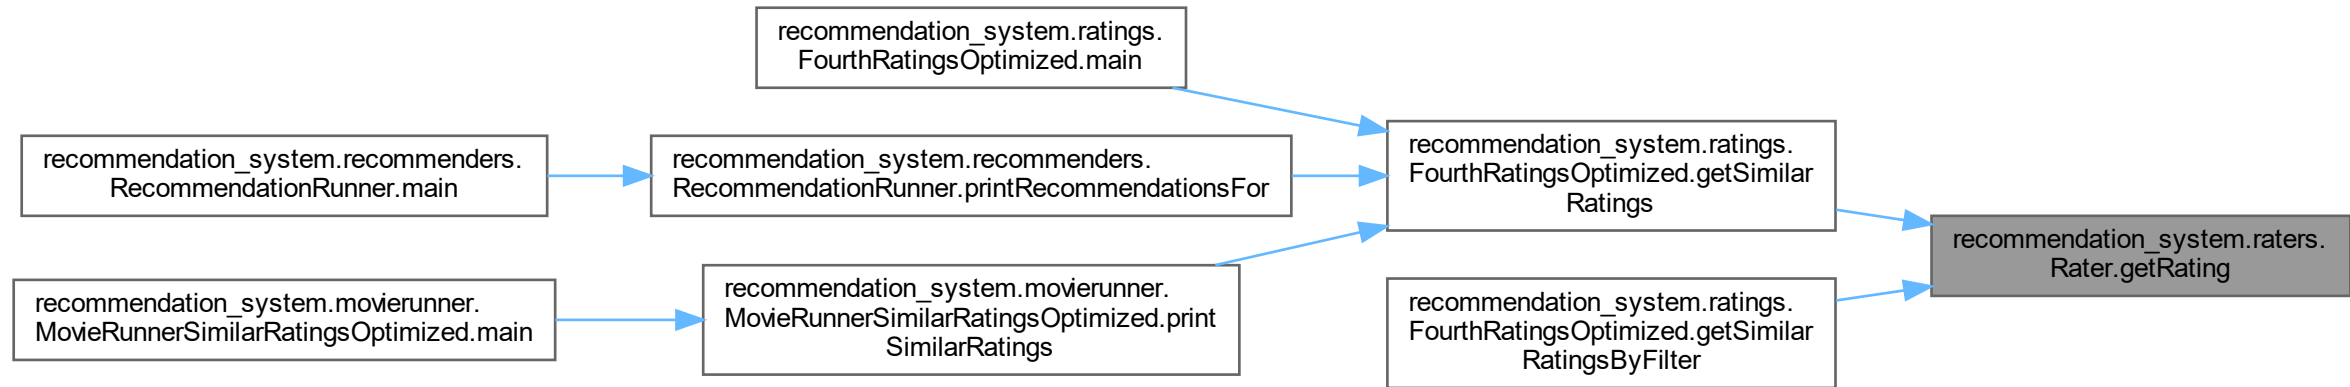 recommendation_system.ratings.
FourthRatingsOptimized.main
recommendation_system.recommenders.
RecommendationRunner.main
recommendation_system.recommenders.
RecommendationRunner.printRecommendationsFor
recommendation_system.ratings.
FourthRatingsOptimized.getSimilar
Ratings
recommendation_system.raters.
Rater.getRating
recommendation_system.movierunner.
MovieRunnerSimilarRatingsOptimized.main
recommendation_system.movierunner.
MovieRunnerSimilarRatingsOptimized.print
SimilarRatings
recommendation_system.ratings.
FourthRatingsOptimized.getSimilar
RatingsByFilter